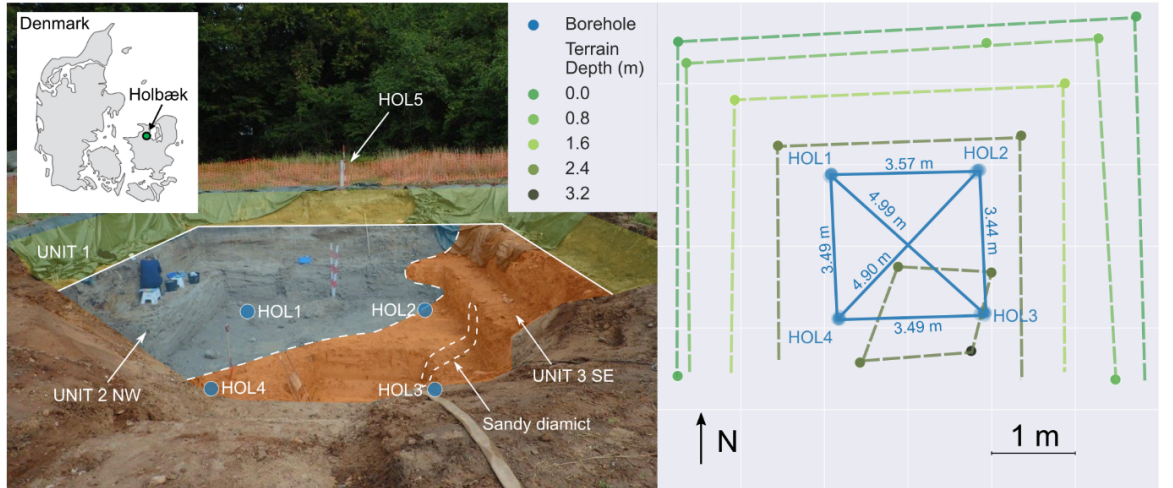 Denmark
Holbæk
HOL5
UNIT 1
HOL1
HOL2
HOL4
HOL3
UNIT 2 NW
UNIT 3 SE
Sandy diamict
Borehole
Terrain
Depth (m)
0.0
0.8
1.6
2.4
3.2
HOL1
HOL2
3.57 m
4.99 m
3.49 m
3.44 m
4.90 m
HOL4
HOL3
3.49 m
N
1 m